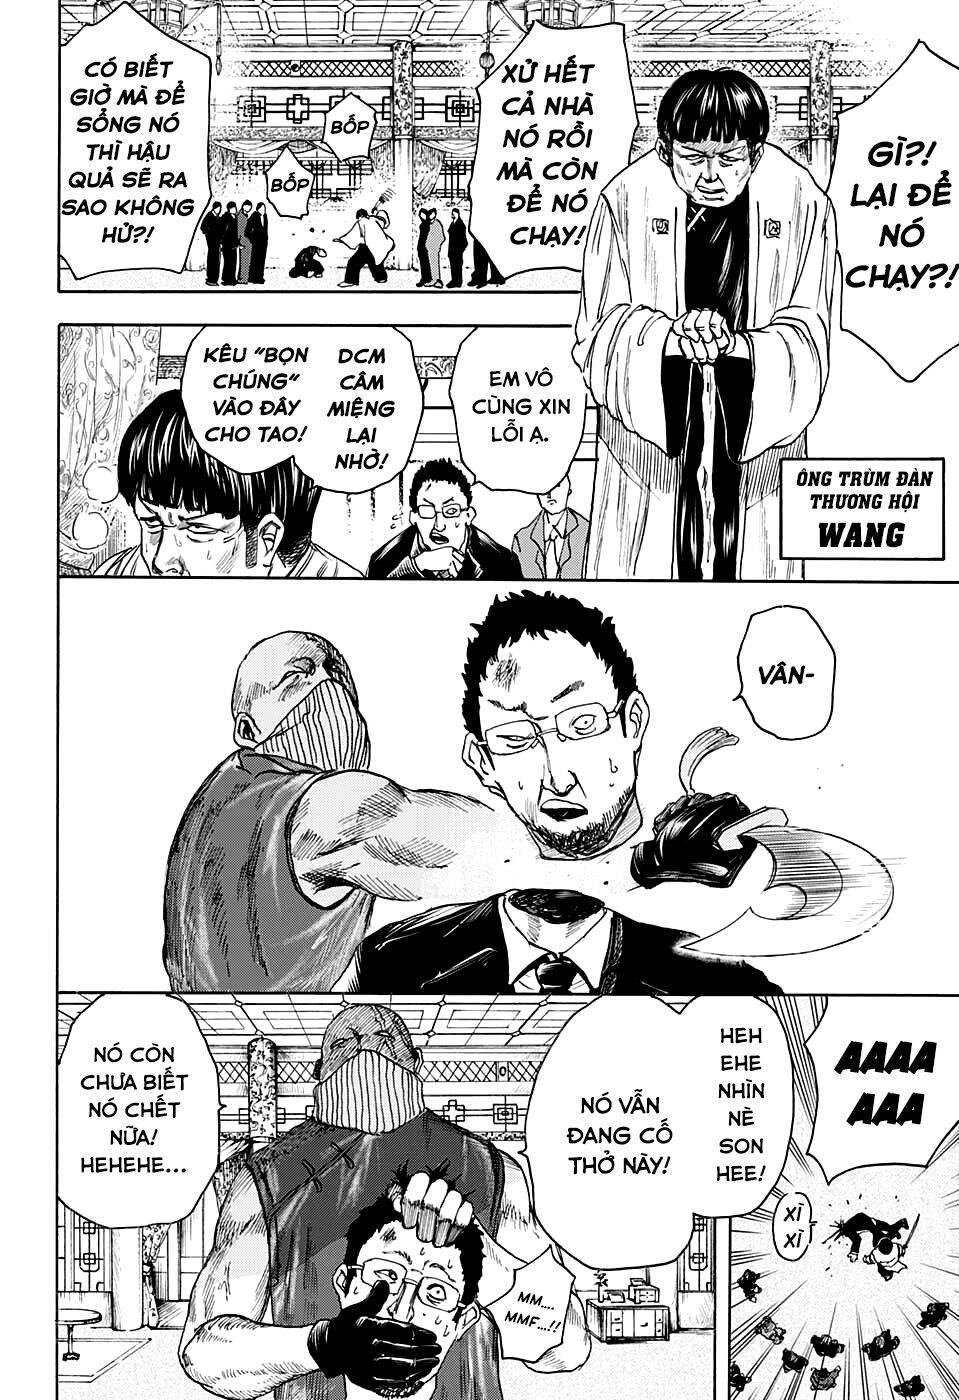 GÌ?!
LẠI ĐỂ
NÓ
CHẠY?!
XỬ HẾT
CẢ NHÀ
NÓ RỒI
MÀ CÒN
ĐỂ NÓ
CHẠY!
BỐP
BỐP
CÓ BIẾT
GIỜ MÀ ĐỂ
SỔNG NÓ
THÌ HẬU
QUẢ SẼ RA
SAO KHÔNG
HỬ?!
ÔNG TRÙM ĐÀN
THƯƠNG HỘI
WANG
EM VÔ
CÙNG XIN
LỖI Ạ.
DCM
CÂM
MIỆNG
LẠI
NHỜ!
KÊU “BỌN
CHÚNG”
VÀO ĐÂY
CHO TAO!
VÂN-
AAAA
AAA
XÌ
XÌ
HEH
EHE
NHÌN
NÈ
SON
HEE!
NÓ VẪN
ĐANG CỐ
THỞ NÀY!
MM....
MMF...!!
NÓ CÒN
CHƯA BIẾT
NÓ CHẾT
NỮA!
HEHEHE...